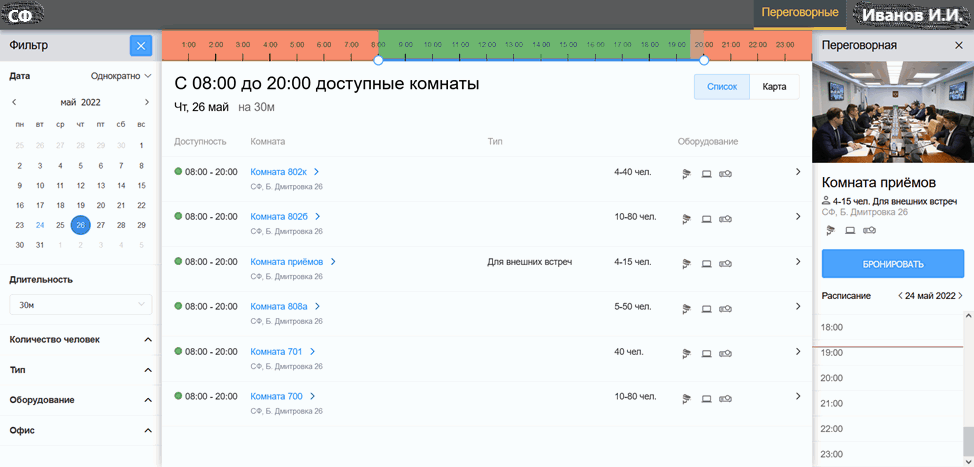 СФ
Переговорные
Иванов И.И.
Фильтр
Дата
Однократно
май 2022
пн вт ср чт пт сб вс
25 26 27 28 29 30 1
2 3 4 5 6 7 8
9 10 11 12 13 14 15
16 17 18 19 20 21 22
23 24 25 26 27 28 29
30 31 1 2 3 4 5
Длительность
30м
Количество человек
Тип
Оборудование
Офис
1:00 2:00 3:00 4:00 5:00 6:00 7:00 8:00 9:00 10:00 11:00 12:00 13:00 14:00 15:00 16:00 17:00 18:00 19:00 20:00 21:00 22:00 23:00
С 08:00 до 20:00 доступные комнаты
Чт, 26 май на 30м
Список
Карта
Доступность Комната Тип Оборудование
08:00 - 20:00 Комната 802к 4-40 чел.
СФ, Б. Дмитровка 26
08:00 - 20:00 Комната 802б 10-80 чел.
СФ, Б. Дмитровка 26
08:00 - 20:00 Комната приёмов Для внешних встреч 4-15 чел.
СФ, Б. Дмитровка 26
08:00 - 20:00 Комната 808а 5-50 чел.
СФ, Б. Дмитровка 26
08:00 - 20:00 Комната 701 40 чел.
СФ, Б. Дмитровка 26
08:00 - 20:00 Комната 700 10-80 чел.
СФ, Б. Дмитровка 26
Переговорная
Комната приёмов
4-15 чел. Для внешних встреч
СФ, Б. Дмитровка 26
БРОНИРОВАТЬ
Расписание
24 май 2022
18:00
19:00
20:00
21:00
22:00
23:00